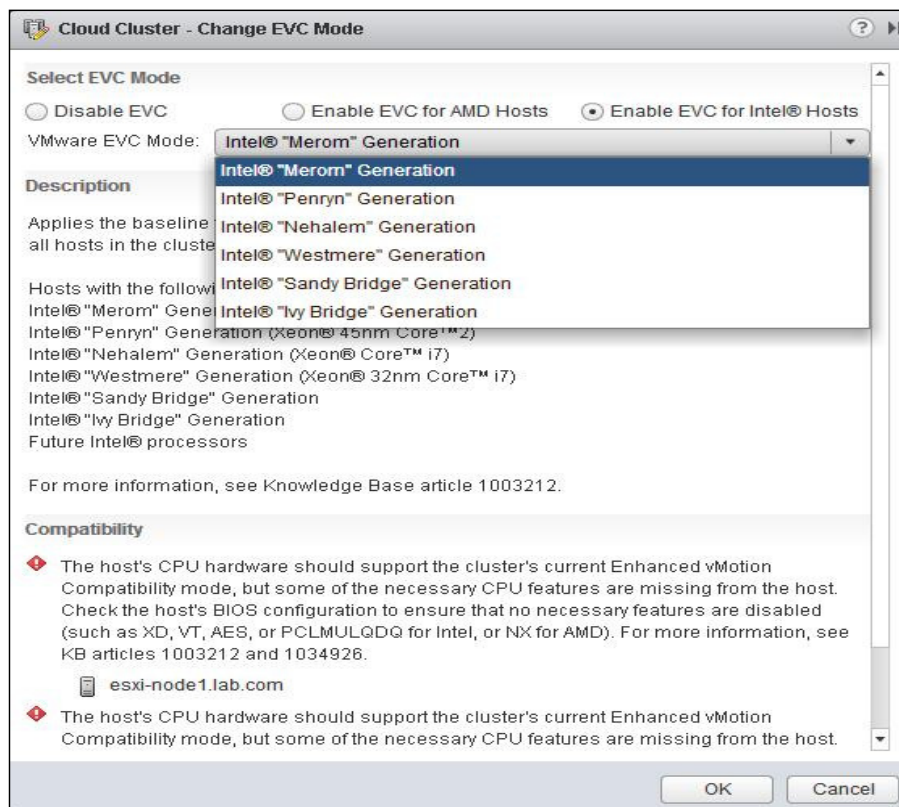 Cloud Cluster - Change EVC Mode
?
Select EVC Mode
Disable EVC Enable EVC for AMD Hosts Enable EVC for Intel® Hosts
VMware EVC Mode: Intel® "Merom" Generation
Intel® "Merom" Generation
Intel® "Penryn" Generation
Intel® "Nehalem" Generation
Intel® "Westmere" Generation
Intel® "Sandy Bridge" Generation
Intel® "Ivy Bridge" Generation
Description
Applies the baseline
all hosts in the cluste
Hosts with the followi
Intel® "Merom" Gener
Intel® "Penryn" Generation (Xeon® 45nm Core™2)
Intel® "Nehalem" Generation (Xeon® Core™ i7)
Intel® "Westmere" Generation (Xeon® 32nm Core™ i7)
Intel® "Sandy Bridge" Generation
Intel® "Ivy Bridge" Generation
Future Intel® processors
For more information, see Knowledge Base article 1003212.
Compatibility
The host's CPU hardware should support the cluster's current Enhanced vMotion
Compatibility mode, but some of the necessary CPU features are missing from the host.
Check the host's BIOS configuration to ensure that no necessary features are disabled
(such as XD, VT, AES, or PCLMULQDQ for Intel, or NX for AMD). For more information, see
KB articles 1003212 and 1034926.
esxi-node1.lab.com
The host's CPU hardware should support the cluster's current Enhanced vMotion
Compatibility mode, but some of the necessary CPU features are missing from the host.
OK Cancel